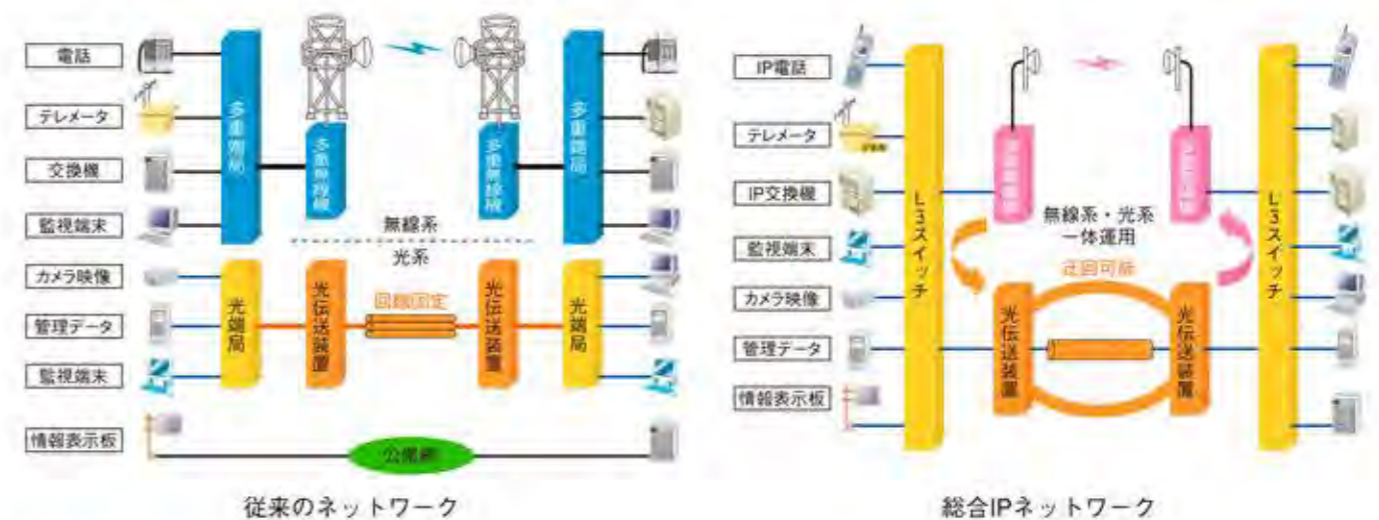 電話
テレメータ
交換機
監視端末
カメラ映像
管理データ
監視端末
情報表示板
多重端局
多重無線機
多重無線機
多重端局
無線系
光系
光端局
光伝送装置
回線固定
光伝送装置
光端局
公衆網
従来のネットワーク
IP電話
テレメータ
IP交換機
監視端末
カメラ映像
管理データ
情報表示板
L3スイッチ
無線系・光系
一体運用
迂回可能
光伝送装置
光伝送装置
L3スイッチ
総合IPネットワーク